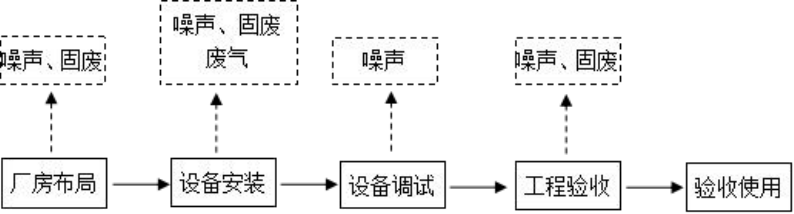 噪声、固废
废气
噪声、固废
噪声
噪声、固废
厂房布局
设备安装
设备调试
工程验收
验收使用